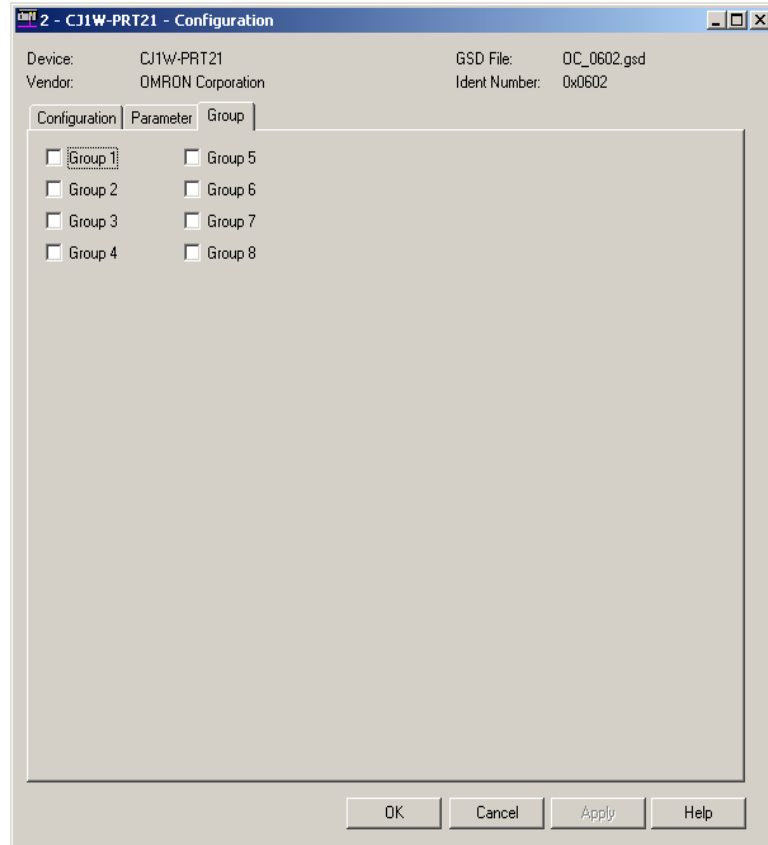 2 - CJ1W-PRT21 - Configuration
Device: CJ1W-PRT21 GSD File: OC_0602.gsd
Vendor: OMRON Corporation Ident Number: 0x0602
Configuration Parameter Group
Group 1 Group 5
Group 2 Group 6
Group 3 Group 7
Group 4 Group 8
OK Cancel Apply Help